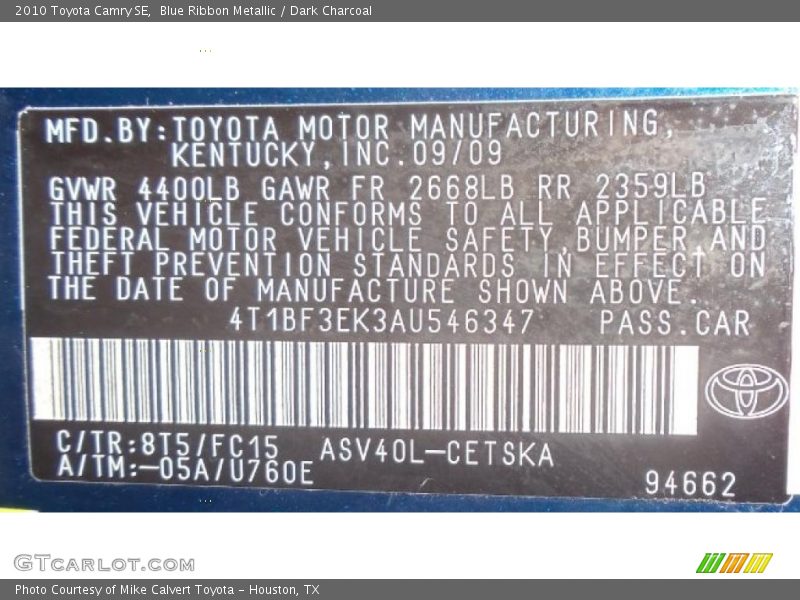 2010 Toyota Camry SE,  Blue Ribbon Metallic / Dark Charcoal
MFD.BY:TOYOTA MOTOR MANUFACTURING,
KENTUCKY,INC.09/09
GVWR 4400LB GAWR FR 2668LB RR 2359LB
THIS VEHICLE CONFORMS TO ALL APPLICABLE
FEDERAL MOTOR VEHICLE SAFETY,BUMPER,AND
THEFT PREVENTION STANDARDS IN EFFECT ON
THE DATE OF MANUFACTURE SHOWN ABOVE.
4T1BF3EK3AU546347 PASS.CAR
C/TR:8T5/FC15 ASV40L-CETSKA
A/TM:-05A/U760E
94662
GTCARLOT.COM
Photo Courtesy of Mike Calvert Toyota - Houston, TX